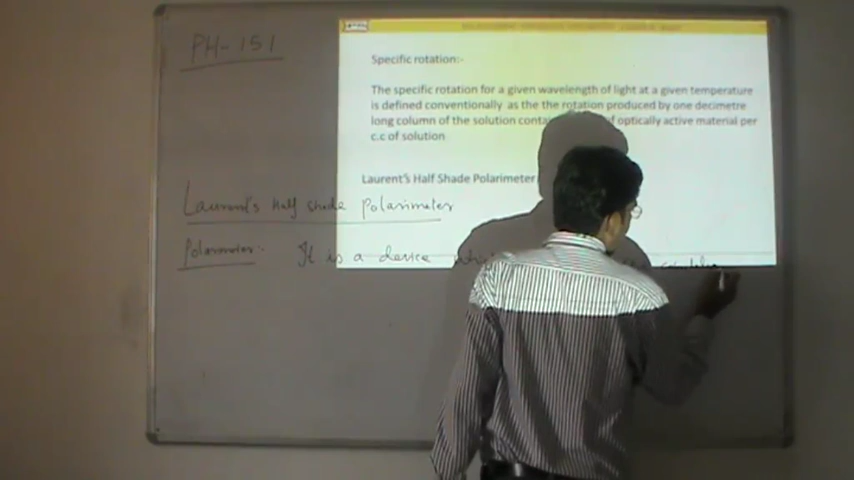 PH-151
Specific rotation:-
The specific rotation for a given wavelength of light at a given temperature
is defined conventionally as the the rotation produced by one decimetre
long column of the solution of optically active material per
c.c of solution
Laurent's Half Shade Polarimeter
Laurent's half shade Polarimeter
Polarimeter:- It is a device